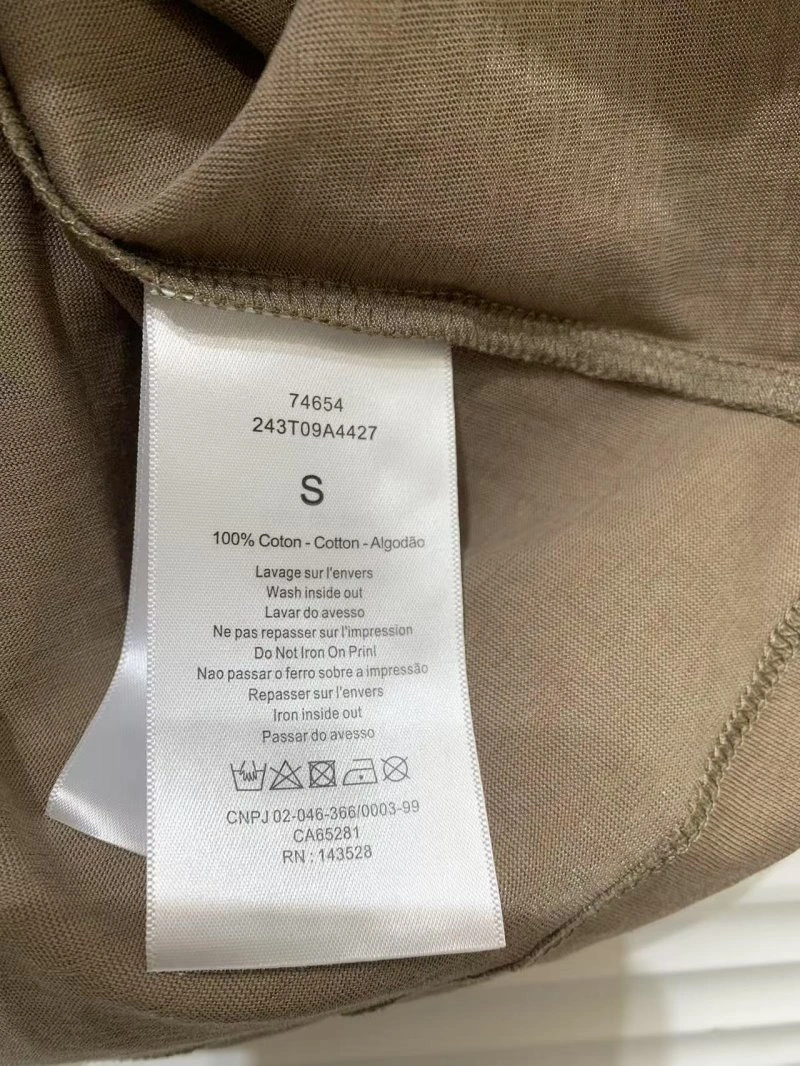 74654
243T09A4427
S
100% Coton - Cotton - Algodão
Lavage sur l'envers
Wash inside out
Lavar do avesso
Ne pas repasser sur l'impression
Do Not Iron On Prinl
Nao passar o ferro sobre a impressão
Repasser sur l'envers
Iron inside out
Passar do avesso
CNPJ 02-046-366/0003-99
CA65281
RN : 143528